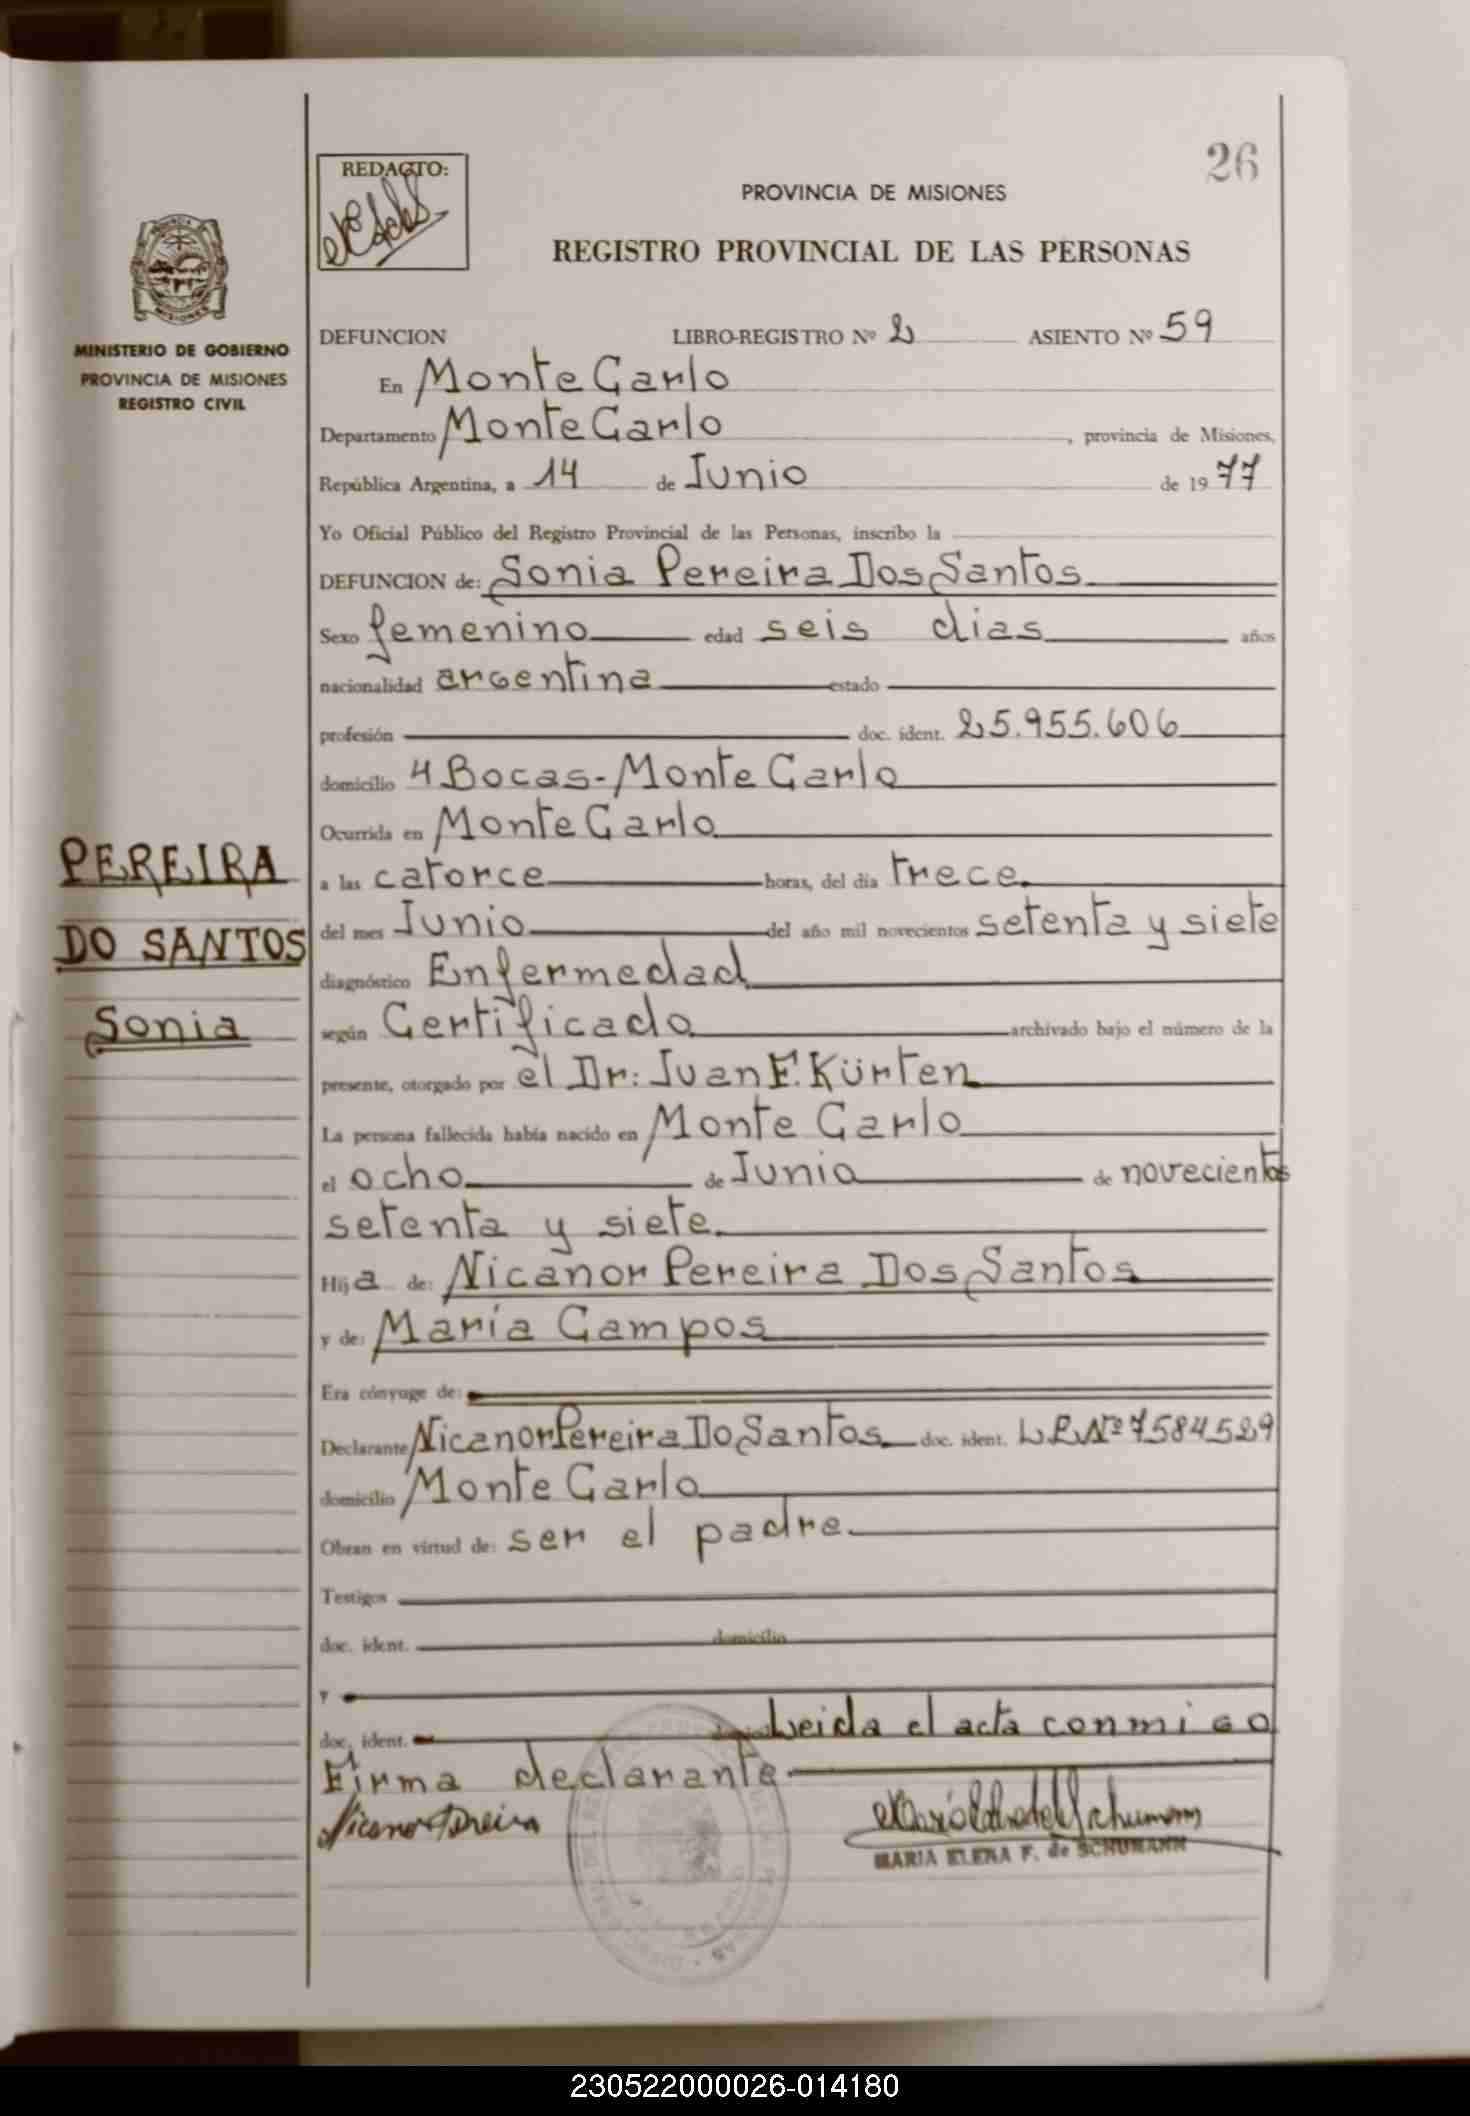 26
REDACTO:
PROVINCIA DE MISIONES
REGISTRO PROVINCIAL DE LAS PERSONAS
MISIONES
MINISTERIO DE GOBIERNO
PROVINCIA DE MISIONES
REGISTRO CIVIL
PEREIRA
DO SANTOS
Sonia
DEFUNCION LIBRO-REGISTRO Nº 2 ASIENTO Nº 59
En Monte Carlo
Departamento Monte Carlo, provincia de Misiones,
República Argentina, a 14 de Junio de 1977
Yo Oficial Público del Registro Provincial de las Personas, inscribo la
DEFUNCION de: Sonia Pereira Dos Santos
Sexo femenino edad seis dias años
nacionalidad argentina estado
profesión doc. ident. 25.955.606
domicilio 4 Bocas-Monte Carlo
Ocurrida en Monte Carlo
a las catorce horas, del día trece
del mes Junio del año mil novecientos setenta y siete
diagnóstico Enfermedad
según Certificado archivado bajo el número de la
presente, otorgado por el Dr: Juan F. Kürten
La persona fallecida había nacido en Monte Carlo
el ocho de Junio de novecientos
setenta y siete
Hija de: Nicanor Pereira Dos Santos
y de: María Campos
Era cónyuge de:
Declarante Nicanor Pereira Do Santos doc. ident. L.E.Nº 7584529
domicilio Monte Carlo
Obran en virtud de: ser el padre
Testigos
doc. ident. domicilio
y
doc. ident. Leida el acta conmigo
Firma declarante
Nicanor Pereira
MARIA ELENA F. de SCHUMANN
230522000026-014180